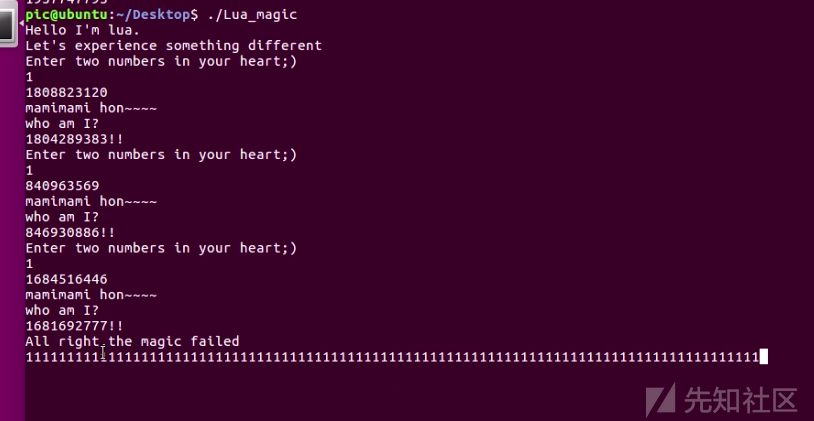 pic@ubuntu:~/Desktop$ ./Lua_magic
Hello I'm lua.
Let's experience something different
Enter two numbers in your heart;)
1
1808823120
mamimami hon~~~~
who am I?
1804289383!!
Enter two numbers in your heart;)
1
840963569
mamimami hon~~~~
who am I?
846930886!!
Enter two numbers in your heart;)
1
1684516446
mamimami hon~~~~
who am I?
1681692777!!
All right the magic failed
11111111111111111111111111111111111111111111111111111111111111111111111111111111111111111
先知社区